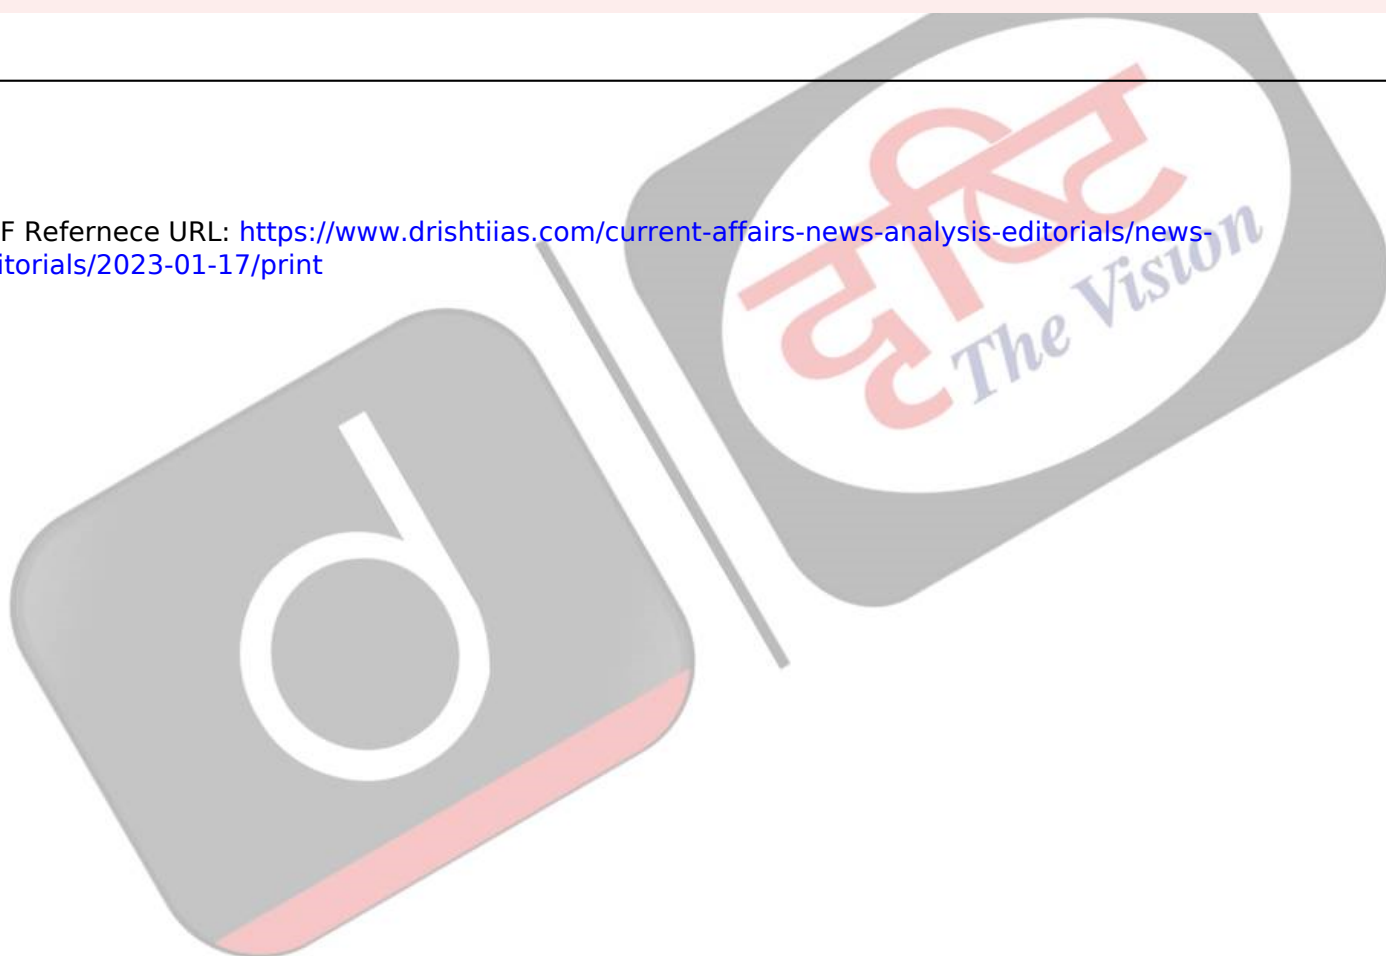 F Refernece URL: https://www.drishtiias.com/current-affairs-news-analysis-editorials/news-
itorials/2023-01-17/print
दृष्टि
The Vision
d